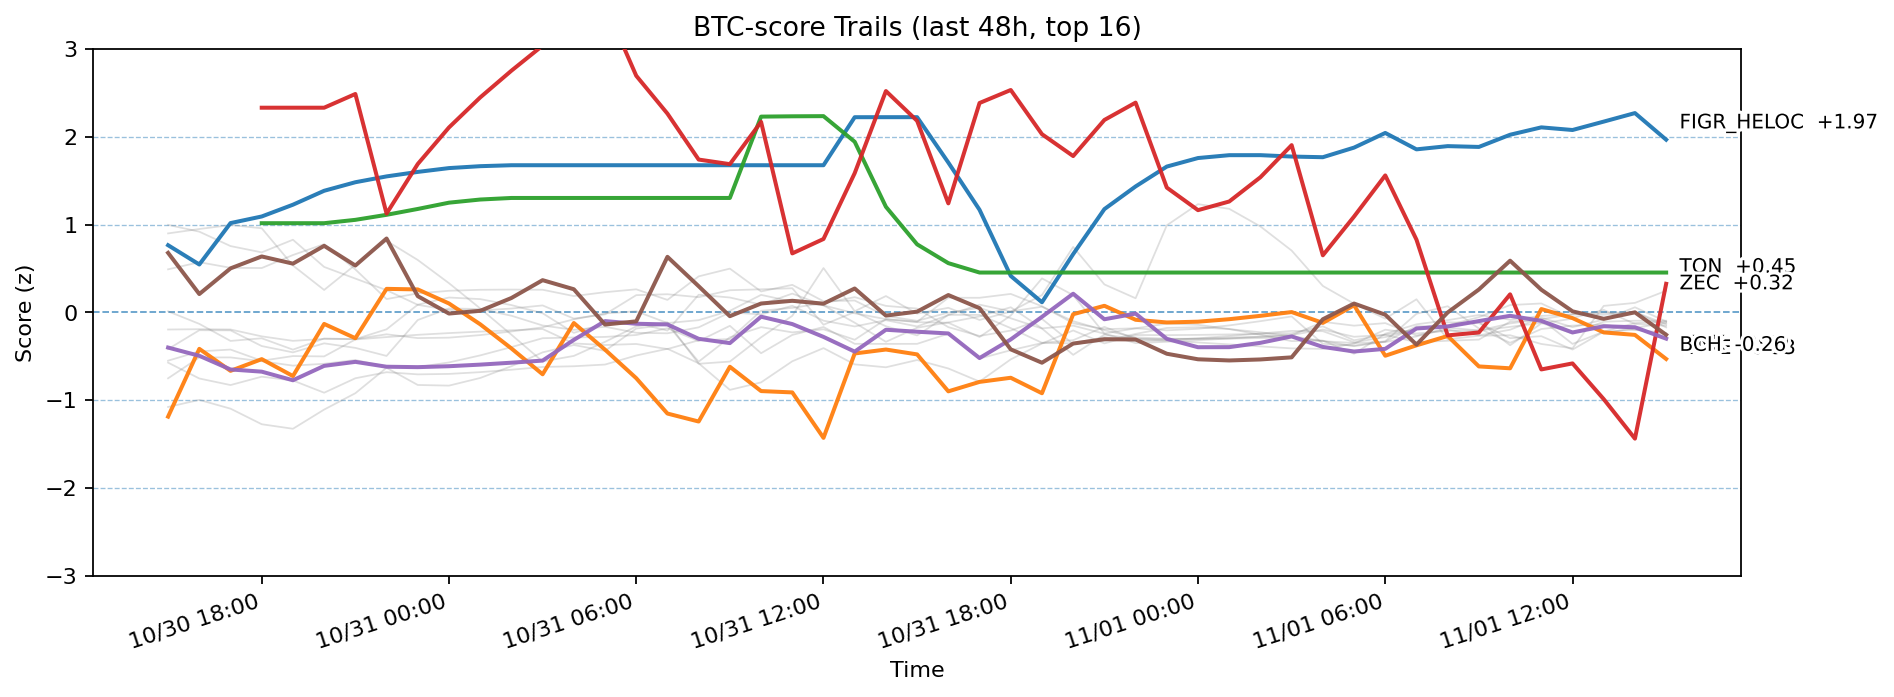 BTC-score Trails (last 48h, top 16)
3
2
1
0
−1
−2
−3
Score (z)
FIGR_HELOC +1.97
TON +0.45
ZEC +0.32
BCH -0.26
10/30 18:00
10/31 00:00
10/31 06:00
10/31 12:00
10/31 18:00
11/01 00:00
11/01 06:00
11/01 12:00
Time